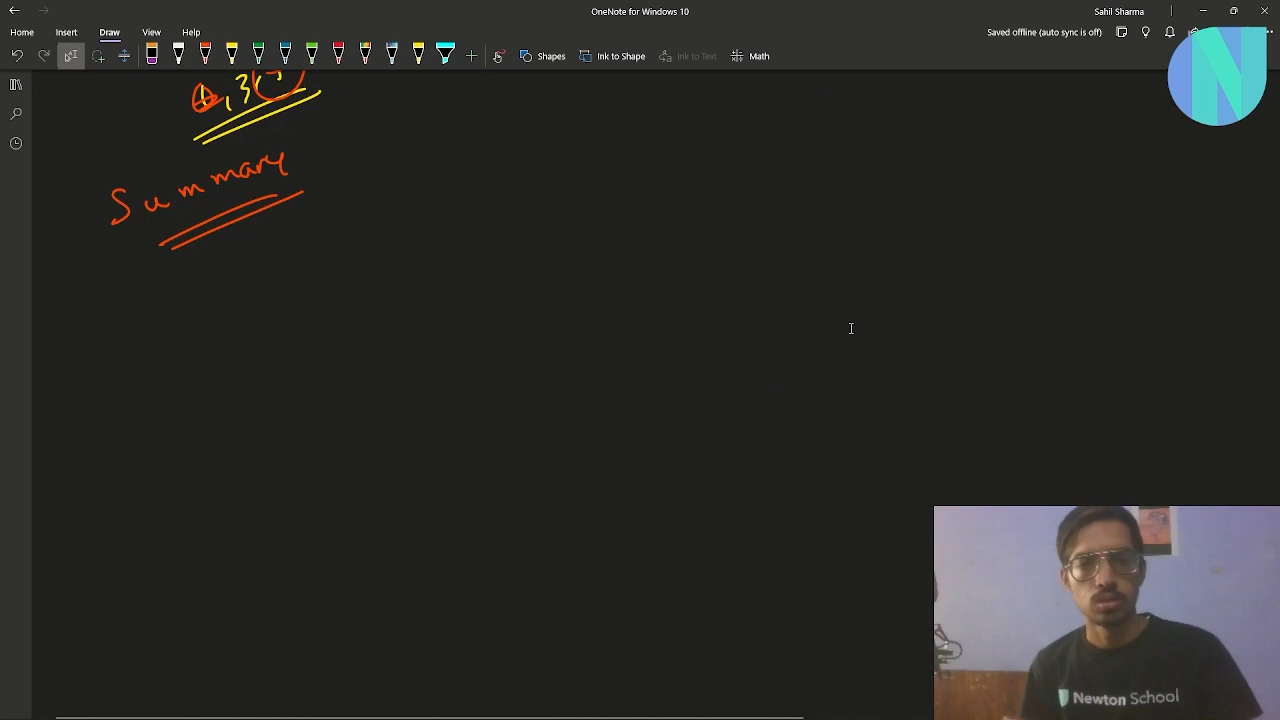 OneNote for Windows 10
Sahil Sharma
Home Insert Draw View Help
Saved offline (auto sync is off)
Shapes Ink to Shape Ink to Text Math
Summary
Newton School